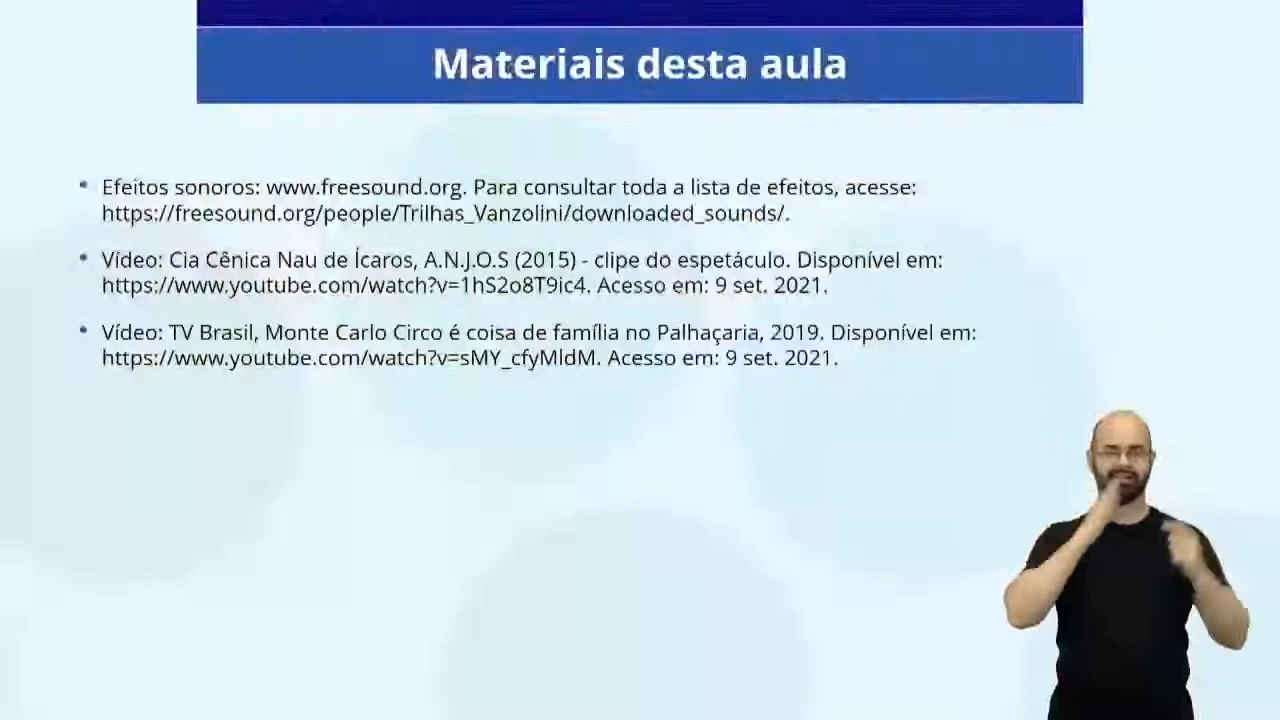 Materiais desta aula
• Efeitos sonoros: www.freesound.org. Para consultar toda a lista de efeitos, acesse:
https://freesound.org/people/Trilhas_Vanzolini/downloaded_sounds/.
• Vídeo: Cia Cênica Nau de Ícaros, A.N.J.O.S (2015) - clipe do espetáculo. Disponível em:
https://www.youtube.com/watch?v=1hS2o8T9ic4. Acesso em: 9 set. 2021.
• Vídeo: TV Brasil, Monte Carlo Circo é coisa de família no Palhaçaria, 2019. Disponível em:
https://www.youtube.com/watch?v=sMY_cfyMldM. Acesso em: 9 set. 2021.